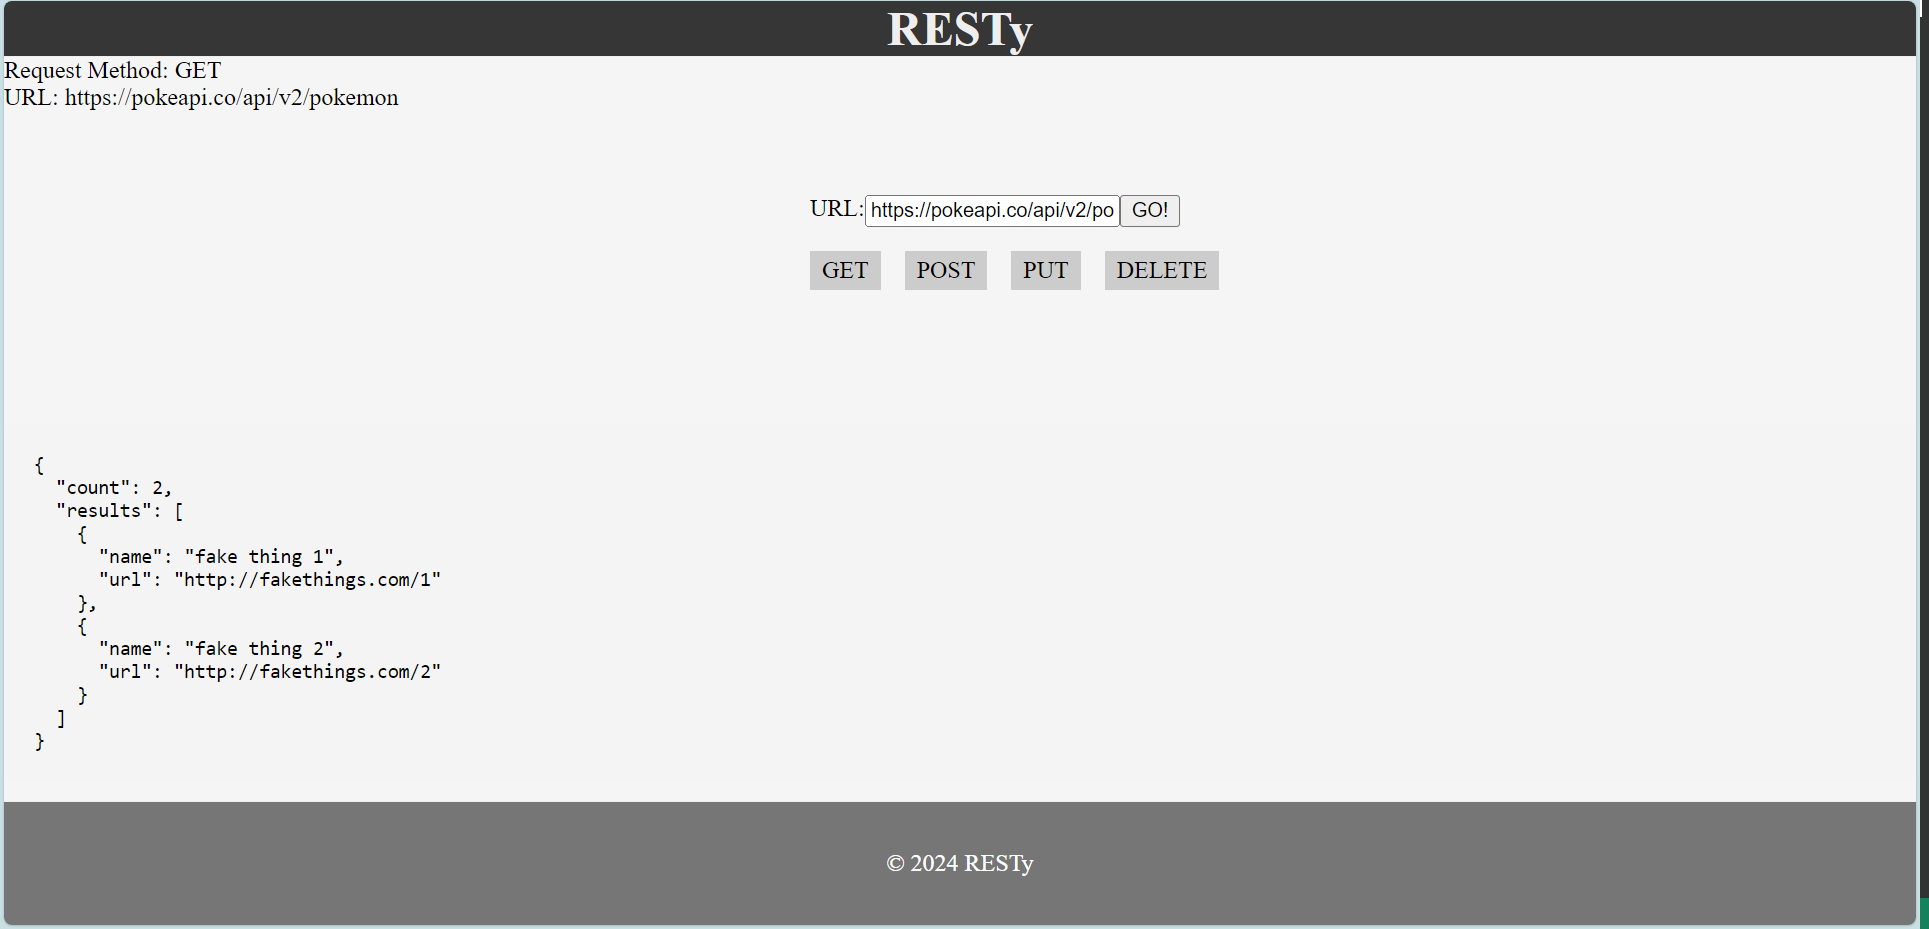 RESTy
Request Method: GET
URL: https://pokeapi.co/api/v2/pokemon
URL: https://pokeapi.co/api/v2/po GO!
GET POST PUT DELETE
{
  "count": 2,
  "results": [
    {
      "name": "fake thing 1",
      "url": "http://fakethings.com/1"
    },
    {
      "name": "fake thing 2",
      "url": "http://fakethings.com/2"
    }
  ]
}
© 2024 RESTy